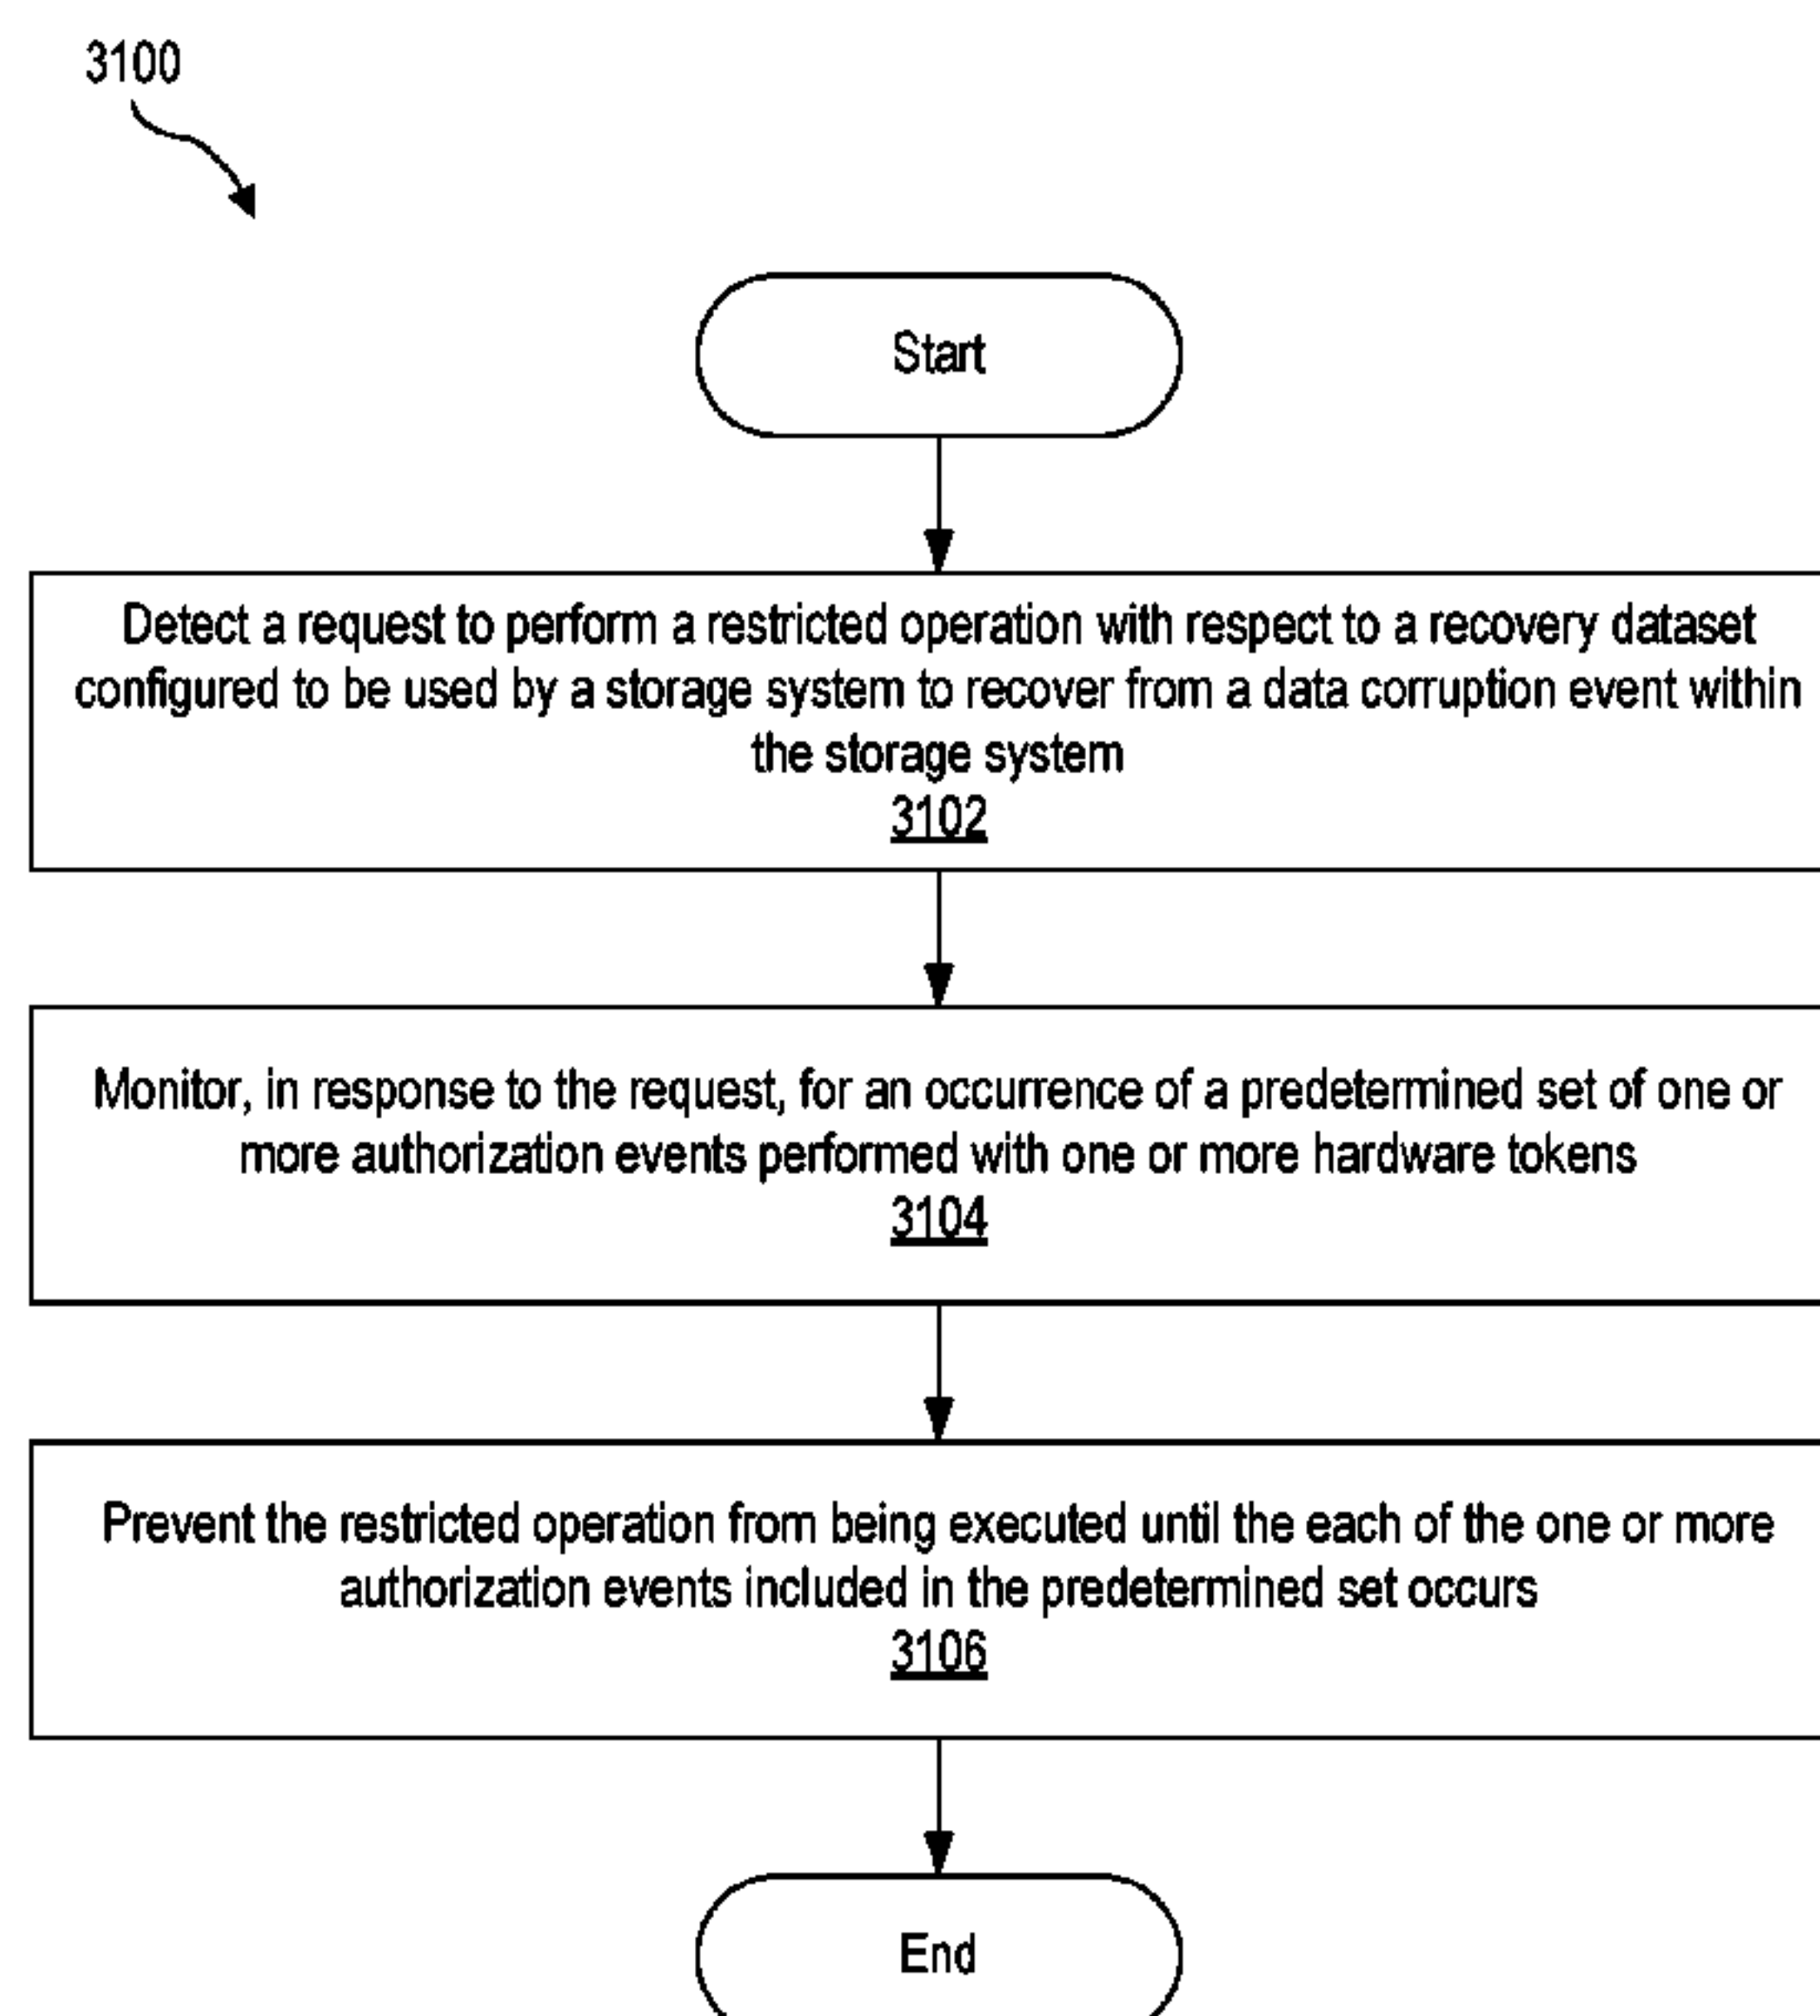 3100
Start
Detect a request to perform a restricted operation with respect to a recovery dataset
configured to be used by a storage system to recover from a data corruption event within
the storage system
3102
Monitor, in response to the request, for an occurrence of a predetermined set of one or
more authorization events performed with one or more hardware tokens
3104
Prevent the restricted operation from being executed until the each of the one or more
authorization events included in the predetermined set occurs
3106
End